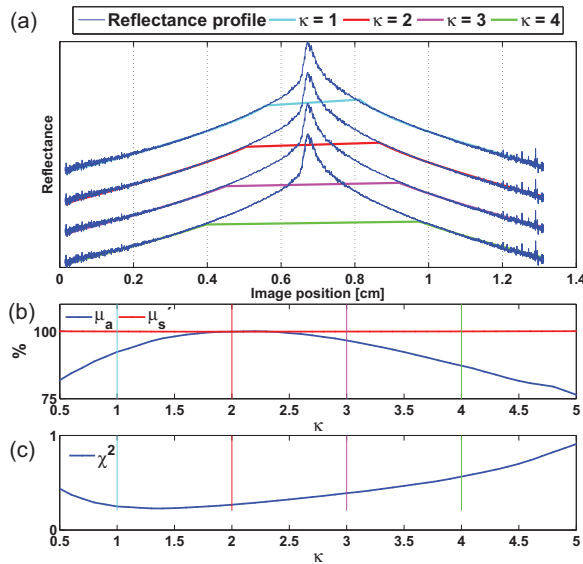 (a)
Reflectance profile κ = 1 κ = 2 κ = 3 κ = 4
Reflectance
0 0.2 0.4 0.6 0.8 1 1.2 1.4
Image position [cm]
(b)
μa μs′
%
100
75
0.5 1 1.5 2 2.5 3 3.5 4 4.5 5
κ
(c)
χ²
1
0
0.5 1 1.5 2 2.5 3 3.5 4 4.5 5
κ